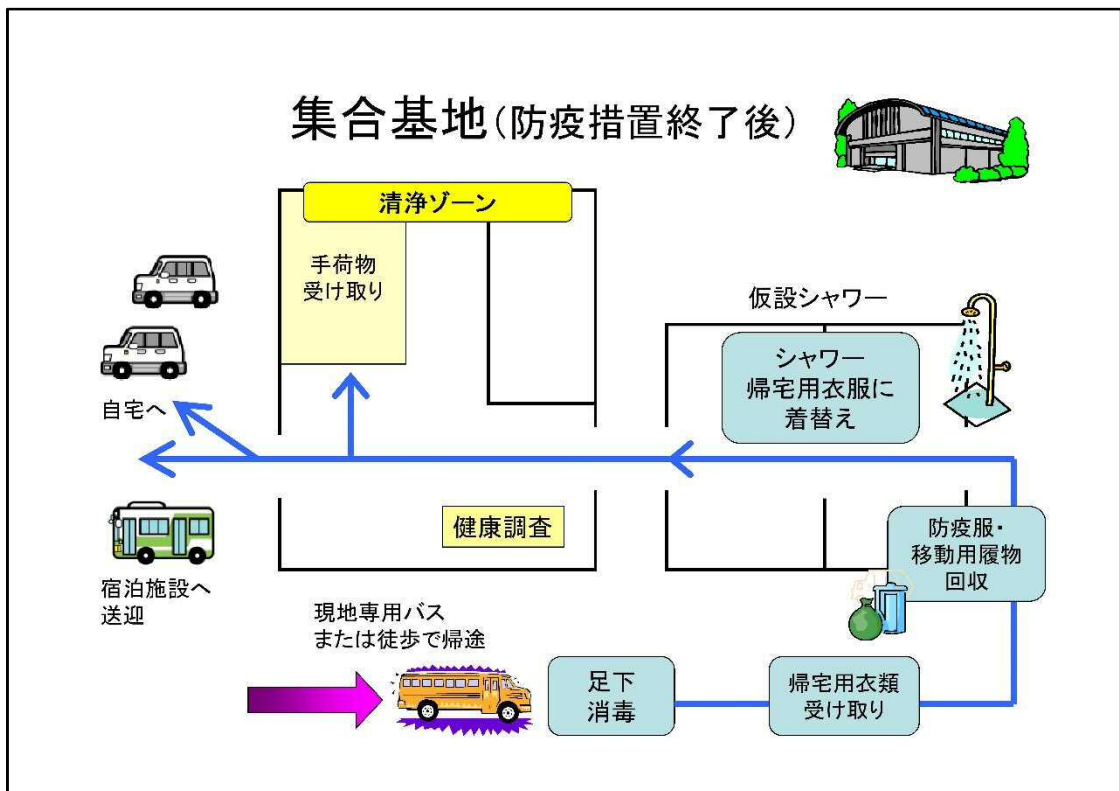 集合基地(防疫措置終了後)
清浄ゾーン
手荷物
受け取り
仮設シャワー
シャワー
帰宅用衣服に
着替え
自宅へ
健康調査
防疫服・
移動用履物
回収
宿泊施設へ
送迎
現地専用バス
または徒歩で帰途
足下
消毒
帰宅用衣類
受け取り